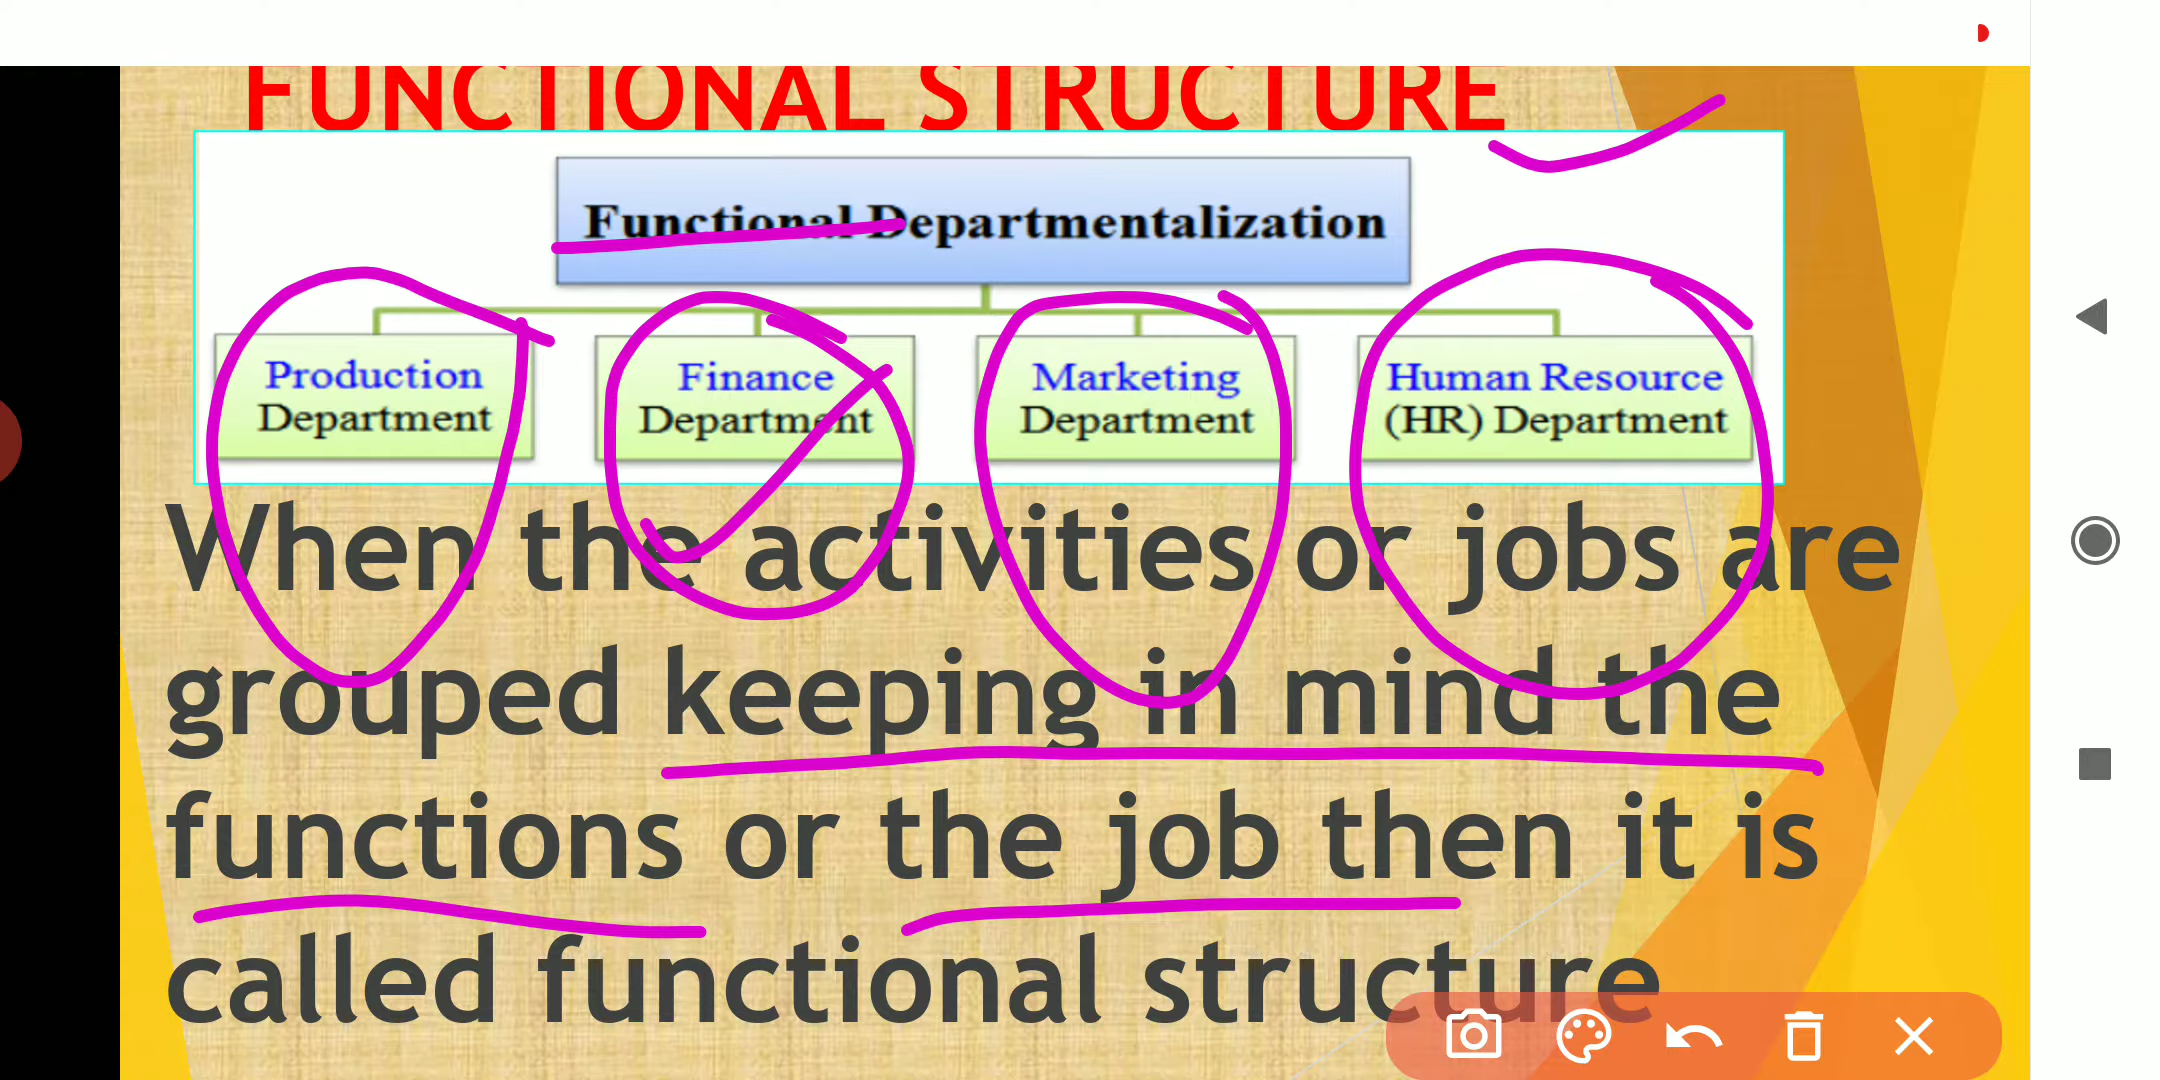 FUNCTIONAL STRUCTURE
Functional Departmentalization
Production
Department
Finance
Department
Marketing
Department
Human Resource
(HR) Department
When the activities or jobs are
grouped keeping in mind the
functions or the job then it is
called functional structure